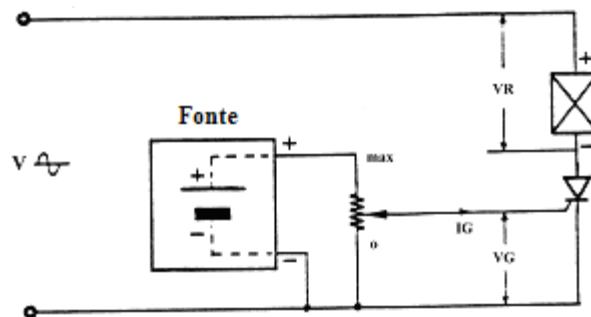 +
VR
Fonte
+
V
max
-
+
-
IG
o
VG
-